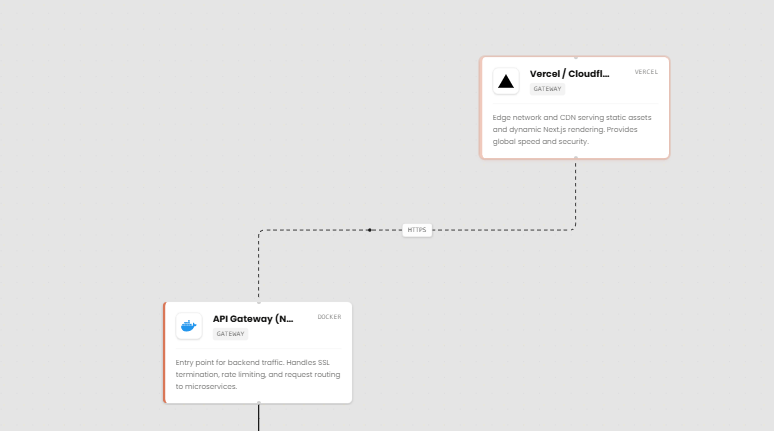 Vercel / Cloudfl...
VERCEL
GATEWAY
Edge network and CDN serving static assets
and dynamic Next.js rendering. Provides
global speed and security.
HTTPS
API Gateway (N...
DOCKER
GATEWAY
Entry point for backend traffic. Handles SSL
termination, rate limiting, and request routing
to microservices.